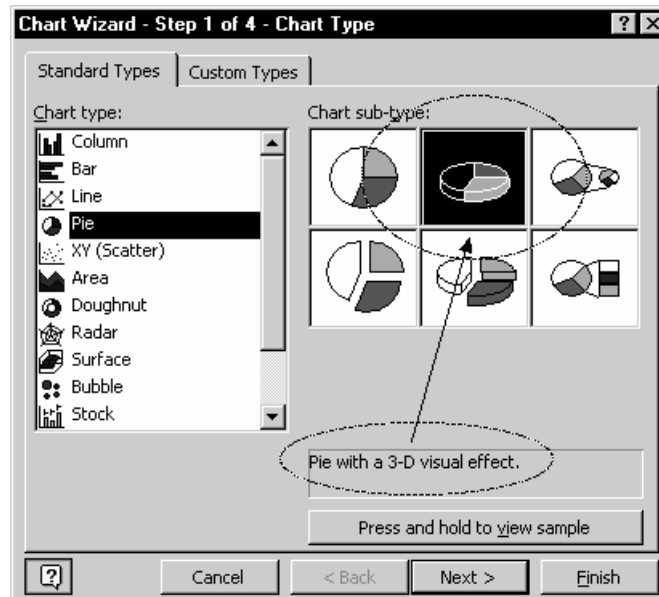 Chart Wizard - Step 1 of 4 - Chart Type
Standard Types
Custom Types
Chart type:
Column
Bar
Line
Pie
XY (Scatter)
Area
Doughnut
Radar
Surface
Bubble
Stock
Chart sub-type:
Pie with a 3-D visual effect.
Press and hold to view sample
Cancel
< Back
Next >
Finish